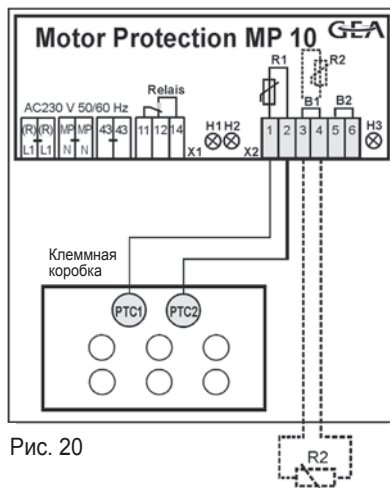 Motor Protection MP 10 GEA
R1 R2
Relais
AC230 V 50/60 Hz B1 B2
(R) (R) MP MP 43 43 11 12 14 H1 H2 1 2 3 4 5 6 H3
L1 L1 N N X1 X2
Клеммная
коробка
PTC1 PTC2
Рис. 20
R2